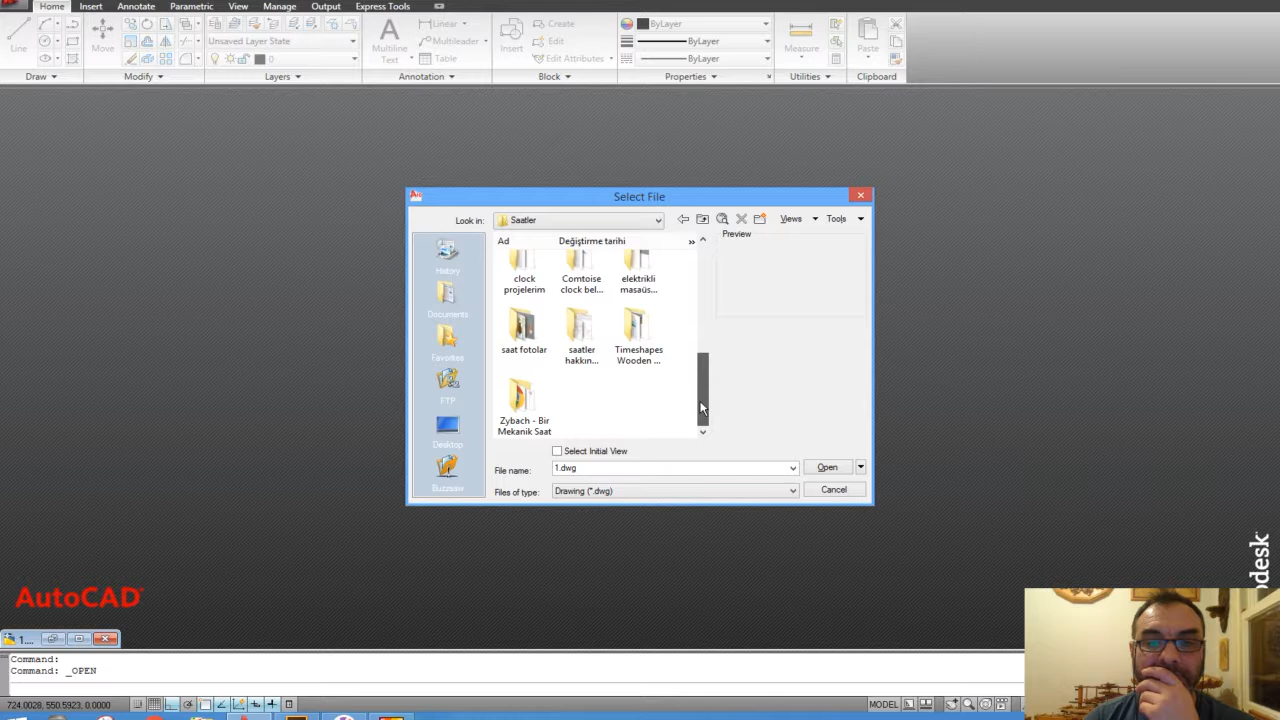 Home Insert Annotate Parametric View Manage Output Express Tools
Line
Move
Unsaved Layer State
0
Multiline
Text
Linear
Multileader
Table
Insert
Create
Edit
Edit Attributes
ByLayer
ByLayer
ByLayer
Measure
Paste
Draw Modify Layers Annotation Block Properties Utilities Clipboard
Select File
Look in: Saatler Views Tools
Ad Değiştirme tarihi »
Preview
History
Documents
Favorites
FTP
Desktop
Buzzsaw
clock
projelerim
Comtoise
clock bel...
elektrikli
masaüs...
saat fotolar
saatler
hakkın...
Timeshapes
Wooden ...
Zybach - Bir
Mekanik Saat
Select Initial View
File name: 1.dwg Open
Files of type: Drawing (*.dwg) Cancel
AutoCAD
odesk
1....
Command:
Command: _OPEN
724.0028, 550.5923, 0.0000 MODEL